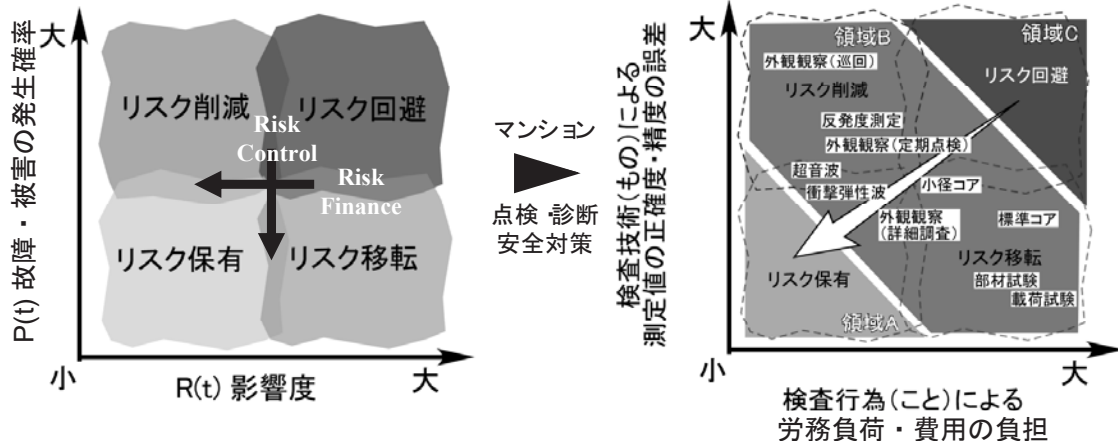 P(t) 故障・被害の発生確率
大
リスク削減
リスク回避
Risk
Control
Risk
Finance
リスク保有
リスク移転
小
R(t) 影響度
大
マンション
点検・診断
安全対策
検査技術(もの)による
測定値の正確度・精度の誤差
大
領域B
領域C
外観観察(巡回)
リスク削減
リスク回避
反発度測定
外観観察(定期点検)
超音波
衝撃弾性波
小径コア
外観観察
(詳細調査)
標準コア
リスク保有
リスク移転
部材試験
載荷試験
領域A
小
大
検査行為(こと)による
労務負荷・費用の負担